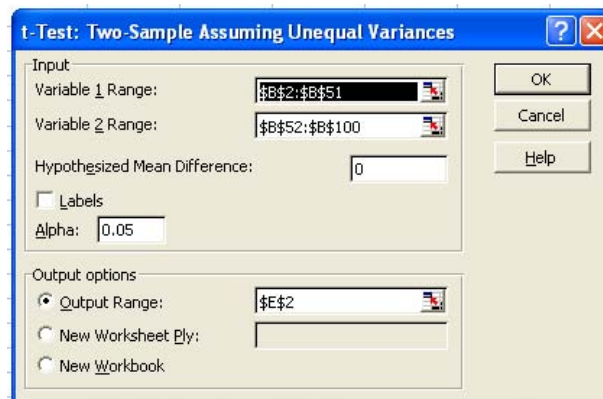 t-Test: Two-Sample Assuming Unequal Variances
Input
Variable 1 Range: $B$2:$B$51
Variable 2 Range: $B$52:$B$100
Hypothesized Mean Difference: 0
Labels
Alpha: 0.05
OK
Cancel
Help
Output options
Output Range: $E$2
New Worksheet Ply:
New Workbook